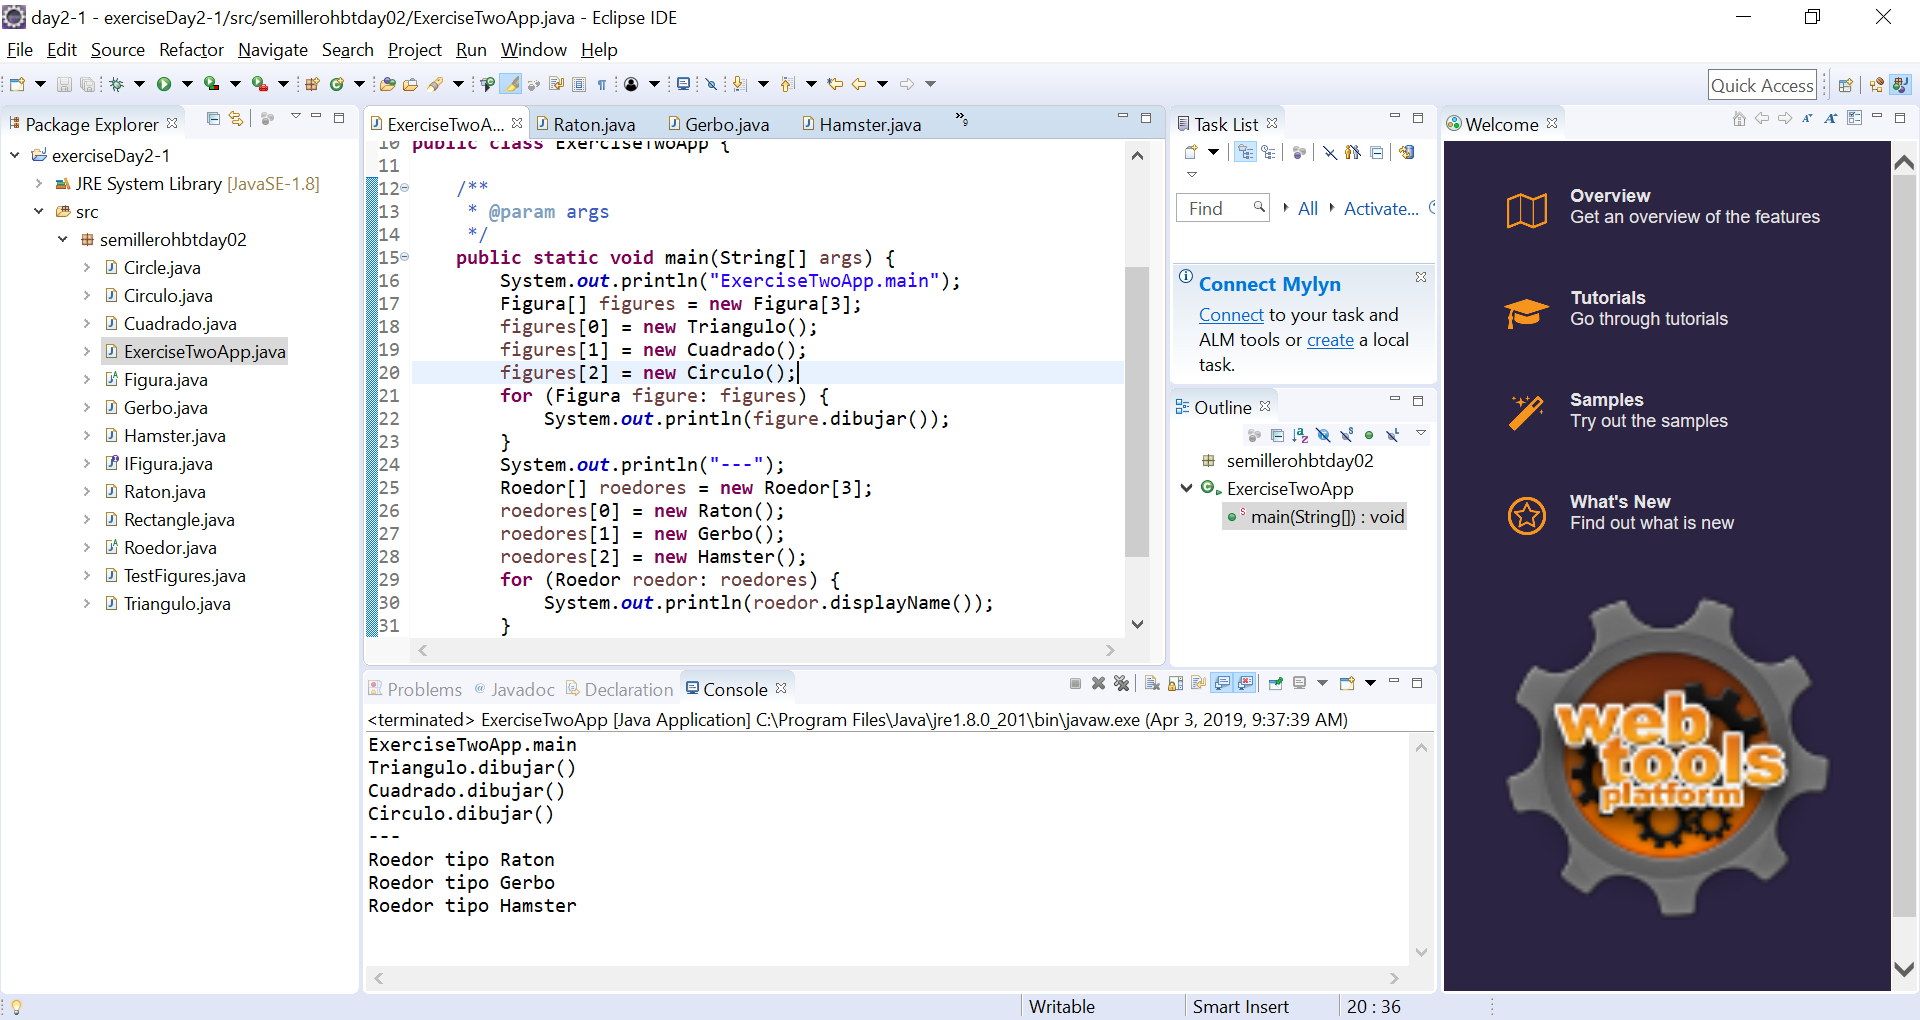 day2-1 - exerciseDay2-1/src/semillerohbtday02/ExerciseTwoApp.java - Eclipse IDE
File Edit Source Refactor Navigate Search Project Run Window Help
Quick Access
Package Explorer
exerciseDay2-1
JRE System Library [JavaSE-1.8]
src
semillerohbtday02
Circle.java
Circulo.java
Cuadrado.java
ExerciseTwoApp.java
Figura.java
Gerbo.java
Hamster.java
IFigura.java
Raton.java
Rectangle.java
Roedor.java
TestFigures.java
Triangulo.java
ExerciseTwoA... Raton.java Gerbo.java Hamster.java »9
10 public class ExerciseTwoApp {
11
12 /**
13 * @param args
14 */
15 public static void main(String[] args) {
16 System.out.println("ExerciseTwoApp.main");
17 Figura[] figures = new Figura[3];
18 figures[0] = new Triangulo();
19 figures[1] = new Cuadrado();
20 figures[2] = new Circulo();
21 for (Figura figure: figures) {
22 System.out.println(figure.dibujar());
23 }
24 System.out.println("---");
25 Roedor[] roedores = new Roedor[3];
26 roedores[0] = new Raton();
27 roedores[1] = new Gerbo();
28 roedores[2] = new Hamster();
29 for (Roedor roedor: roedores) {
30 System.out.println(roedor.displayName());
31 }
Problems Javadoc Declaration Console
<terminated> ExerciseTwoApp [Java Application] C:\Program Files\Java\jre1.8.0_201\bin\javaw.exe (Apr 3, 2019, 9:37:39 AM)
ExerciseTwoApp.main
Triangulo.dibujar()
Cuadrado.dibujar()
Circulo.dibujar()
---
Roedor tipo Raton
Roedor tipo Gerbo
Roedor tipo Hamster
Task List
Find All Activate...
Connect Mylyn
Connect to your task and
ALM tools or create a local
task.
Outline
semillerohbtday02
ExerciseTwoApp
main(String[]) : void
Welcome
Overview
Get an overview of the features
Tutorials
Go through tutorials
Samples
Try out the samples
What's New
Find out what is new
web
tools
platform
Writable Smart Insert 20 : 36